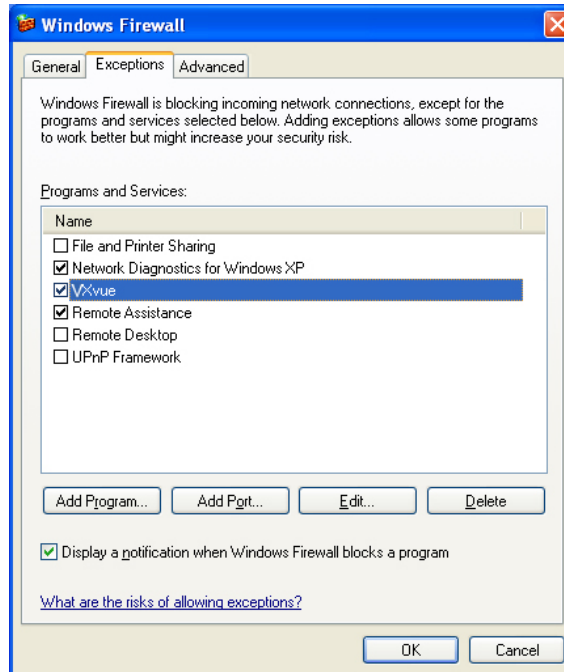 Windows Firewall
General Exceptions Advanced
Windows Firewall is blocking incoming network connections, except for the
programs and services selected below. Adding exceptions allows some programs
to work better but might increase your security risk.
Programs and Services:
Name
File and Printer Sharing
Network Diagnostics for Windows XP
VXvue
Remote Assistance
Remote Desktop
UPnP Framework
Add Program... Add Port... Edit... Delete
Display a notification when Windows Firewall blocks a program
What are the risks of allowing exceptions?
OK Cancel